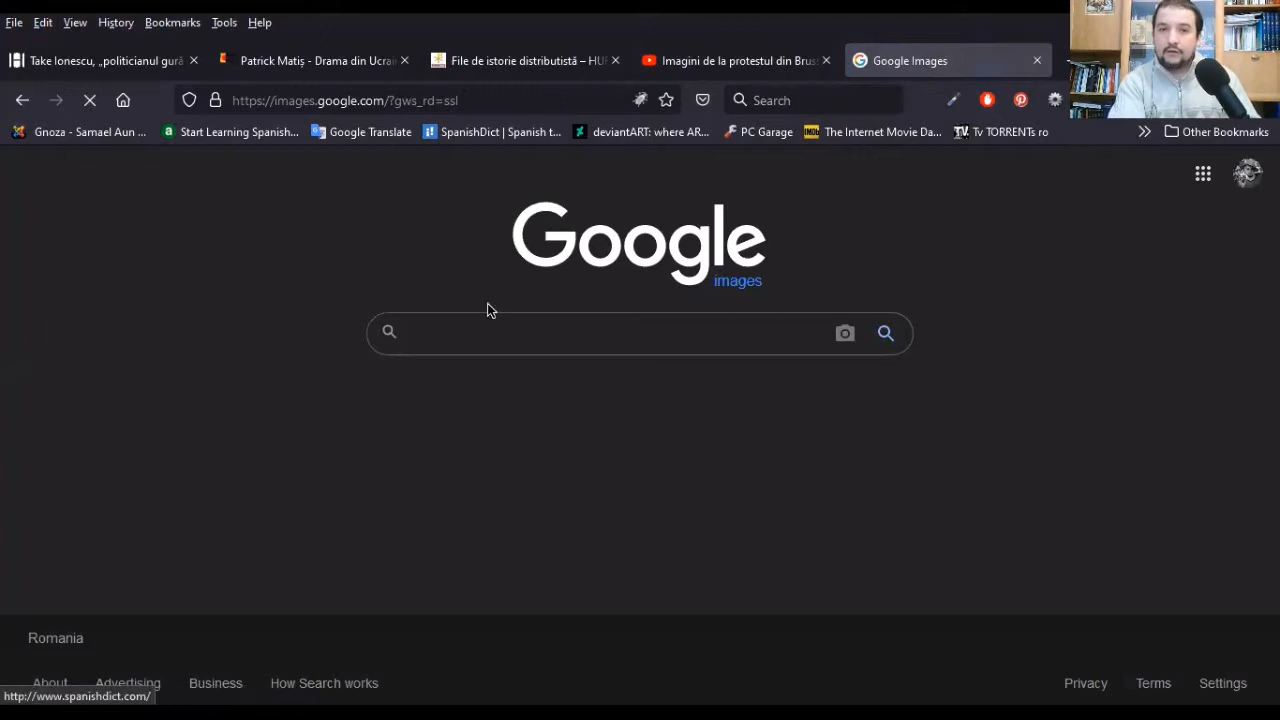 File Edit View History Bookmarks Tools Help
Take Ionescu, „politicianul gură Patrick Matiș - Drama din Ucrai File de istorie distributistă – HUI Imagini de la protestul din Brus Google Images
https://images.google.com/?gws_rd=ssl Search
Gnoza - Samael Aun ... Start Learning Spanish... Google Translate SpanishDict | Spanish t... deviantART: where AR... PC Garage The Internet Movie Da... Tv TORRENTs ro Other Bookmarks
Google
images
Romania
About Advertising Business How Search works Privacy Terms Settings
http://www.spanishdict.com/